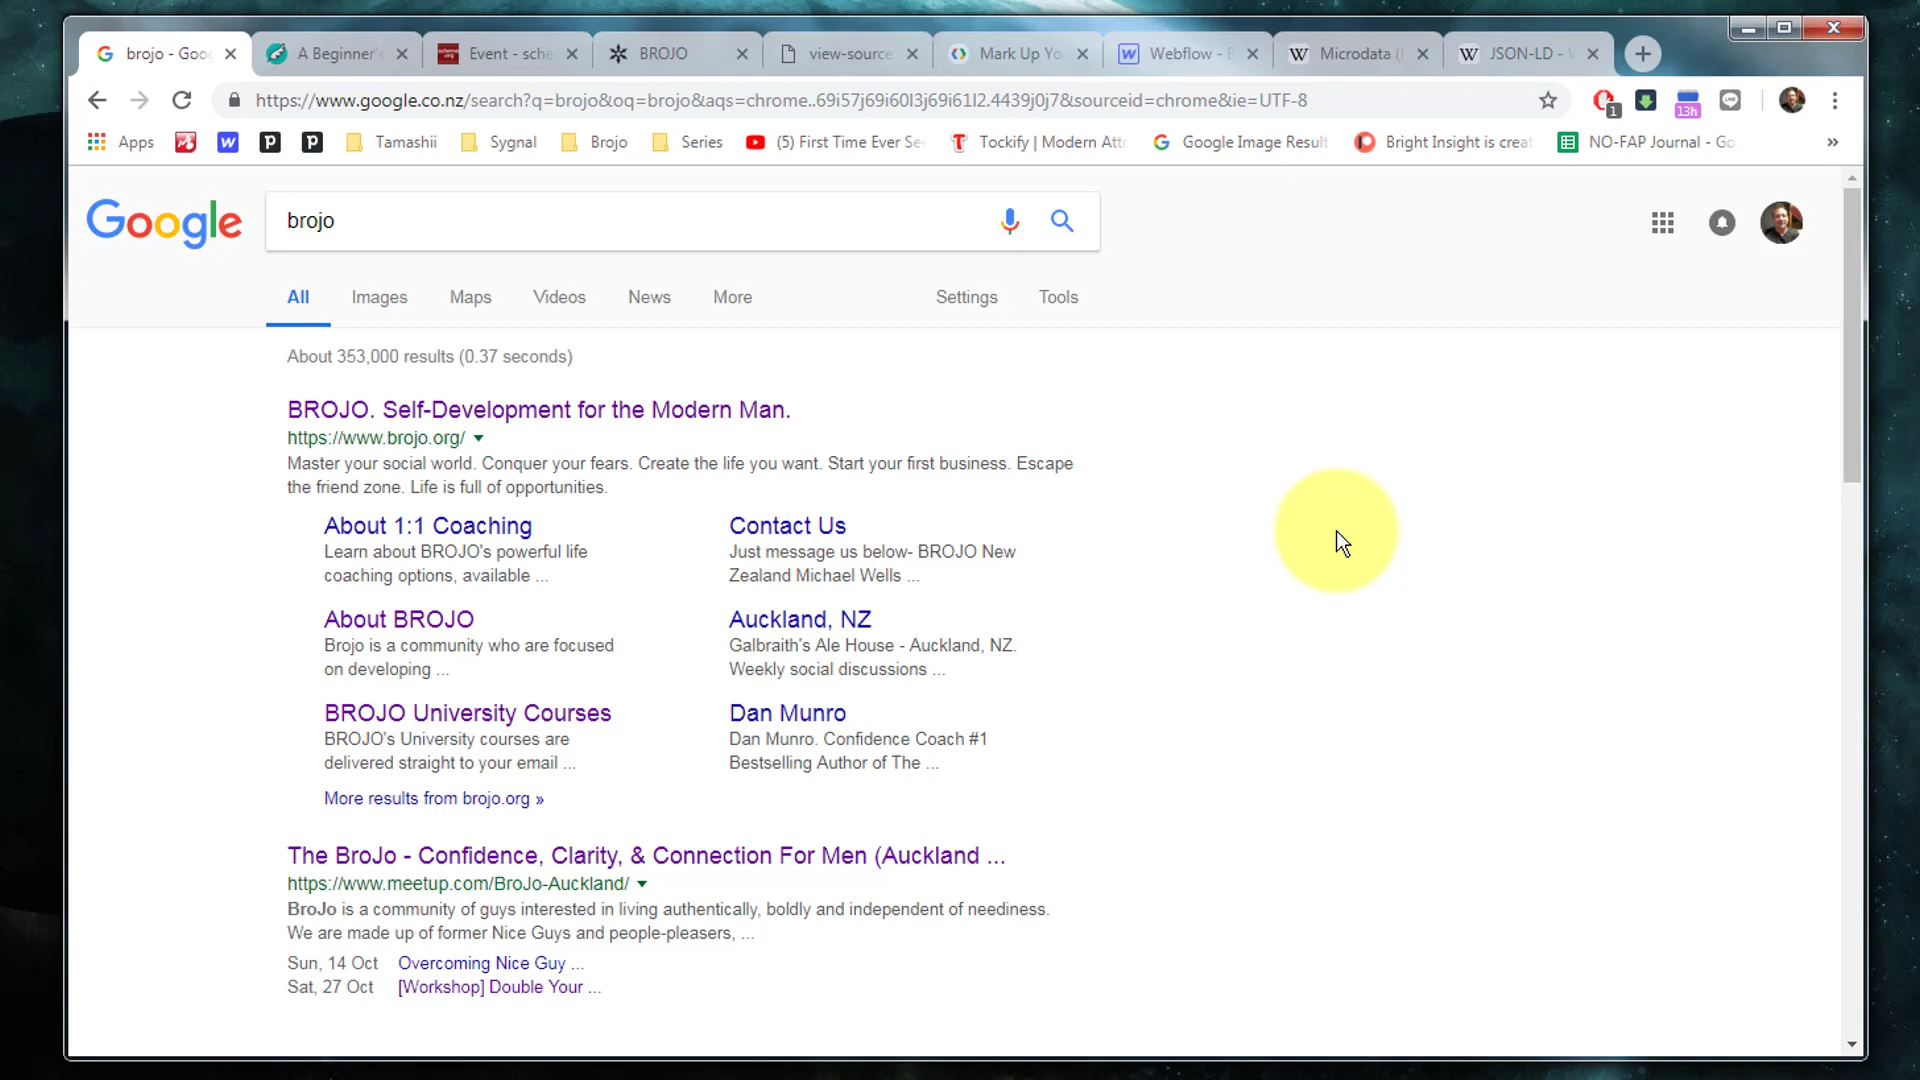 brojo - Goo
A Beginner's
Event - sche
BROJO
view-source
Mark Up Yo
Webflow - E
Microdata (
JSON-LD - W
https://www.google.co.nz/search?q=brojo&oq=brojo&aqs=chrome..69i57j69i60l3j69i61l2.4439j0j7&sourceid=chrome&ie=UTF-8
1
13h
LINE
Apps
Tamashii
Sygnal
Brojo
Series
(5) First Time Ever Se
Tockify | Modern Attr
Google Image Result
Bright Insight is creat
NO-FAP Journal - Go
»
Google
brojo
All
Images
Maps
Videos
News
More
Settings
Tools
About 353,000 results (0.37 seconds)
BROJO. Self-Development for the Modern Man.
https://www.brojo.org/
Master your social world. Conquer your fears. Create the life you want. Start your first business. Escape
the friend zone. Life is full of opportunities.
About 1:1 Coaching
Learn about BROJO's powerful life
coaching options, available ...
Contact Us
Just message us below- BROJO New
Zealand Michael Wells ...
About BROJO
Brojo is a community who are focused
on developing ...
Auckland, NZ
Galbraith's Ale House - Auckland, NZ.
Weekly social discussions ...
BROJO University Courses
BROJO's University courses are
delivered straight to your email ...
Dan Munro
Dan Munro. Confidence Coach #1
Bestselling Author of The ...
More results from brojo.org »
The BroJo - Confidence, Clarity, & Connection For Men (Auckland ...
https://www.meetup.com/BroJo-Auckland/
BroJo is a community of guys interested in living authentically, boldly and independent of neediness.
We are made up of former Nice Guys and people-pleasers, ...
Sun, 14 Oct Overcoming Nice Guy ...
Sat, 27 Oct [Workshop] Double Your ...